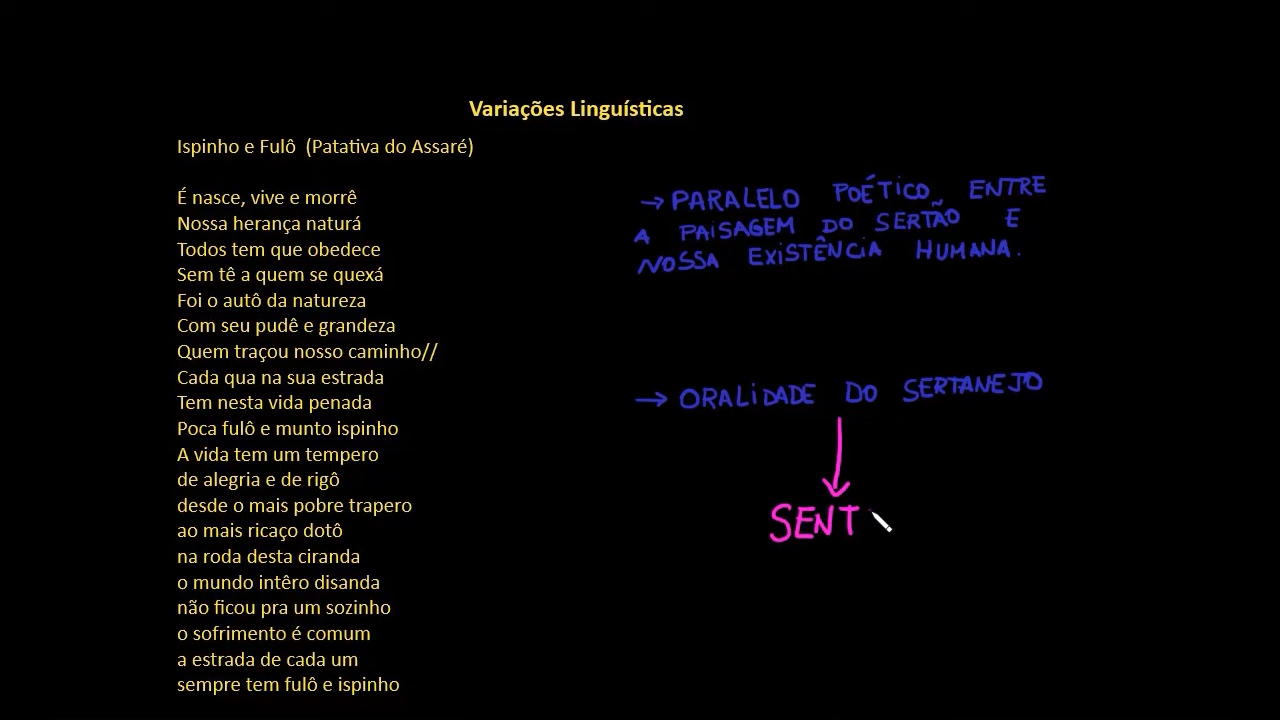 Variações Linguísticas
Ispinho e Fulô (Patativa do Assaré)
É nasce, vive e morrê
Nossa herança naturá
Todos tem que obedece
Sem tê a quem se quexá
Foi o autô da natureza
Com seu pudê e grandeza
Quem traçou nosso caminho//
Cada qua na sua estrada
Tem nesta vida penada
Poca fulô e munto ispinho
A vida tem um tempero
de alegria e de rigô
desde o mais pobre trapero
ao mais ricaço dotô
na roda desta ciranda
o mundo intêro disanda
não ficou pra um sozinho
o sofrimento é comum
a estrada de cada um
sempre tem fulô e ispinho
→ PARALELO POÉTICO ENTRE
A PAISAGEM DO SERTÃO E
NOSSA EXISTÊNCIA HUMANA.
→ ORALIDADE DO SERTANEJO
SENT